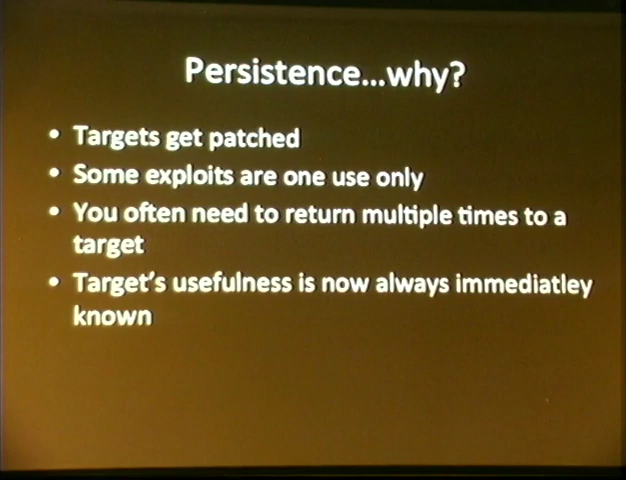 Persistence...why?
• Targets get patched
• Some exploits are one use only
• You often need to return multiple times to a
target
• Target's usefulness is now always immediatley
known